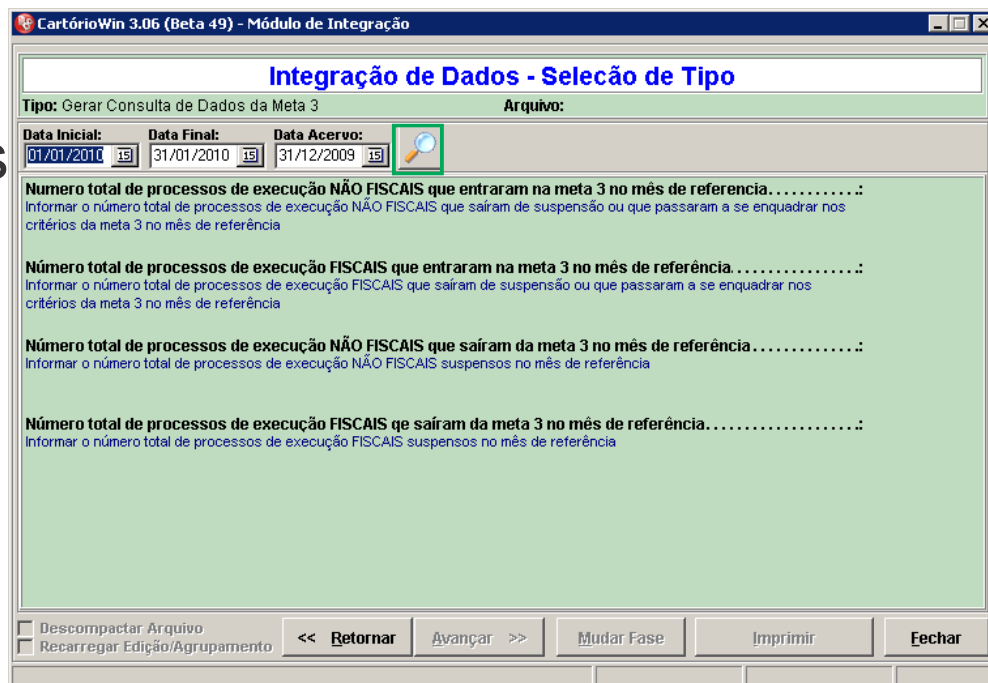 CartórioWin 3.06 (Beta 49) - Módulo de Integração
Integração de Dados - Selecão de Tipo
Tipo: Gerar Consulta de Dados da Meta 3 Arquivo:
Data Inicial: Data Final: Data Acervo:
01/01/2010 15 31/01/2010 15 31/12/2009 15
S
Numero total de processos de execução NÃO FISCAIS que entraram na meta 3 no mês de referencia............:
Informar o número total de processos de execução NÃO FISCAIS que saíram de suspensão ou que passaram a se enquadrar nos
critérios da meta 3 no mês de referência
Número total de processos de execução FISCAIS que entraram na meta 3 no mês de referência.................:
Informar o número total de processos de execução FISCAIS que saíram de suspensão ou que passaram a se enquadrar nos
critérios da meta 3 no mês de referência
Número total de processos de execução NÃO FISCAIS que saíram da meta 3 no mês de referência..............:
Informar o número total de processos de execução NÃO FISCAIS suspensos no mês de referência
Número total de processos de execução FISCAIS qe saíram da meta 3 no mês de referência....................:
Informar o número total de processos de execução FISCAIS suspensos no mês de referência
Descompactar Arquivo
Recarregar Edição/Agrupamento
<< Retornar Avançar >> Mudar Fase Imprimir Fechar